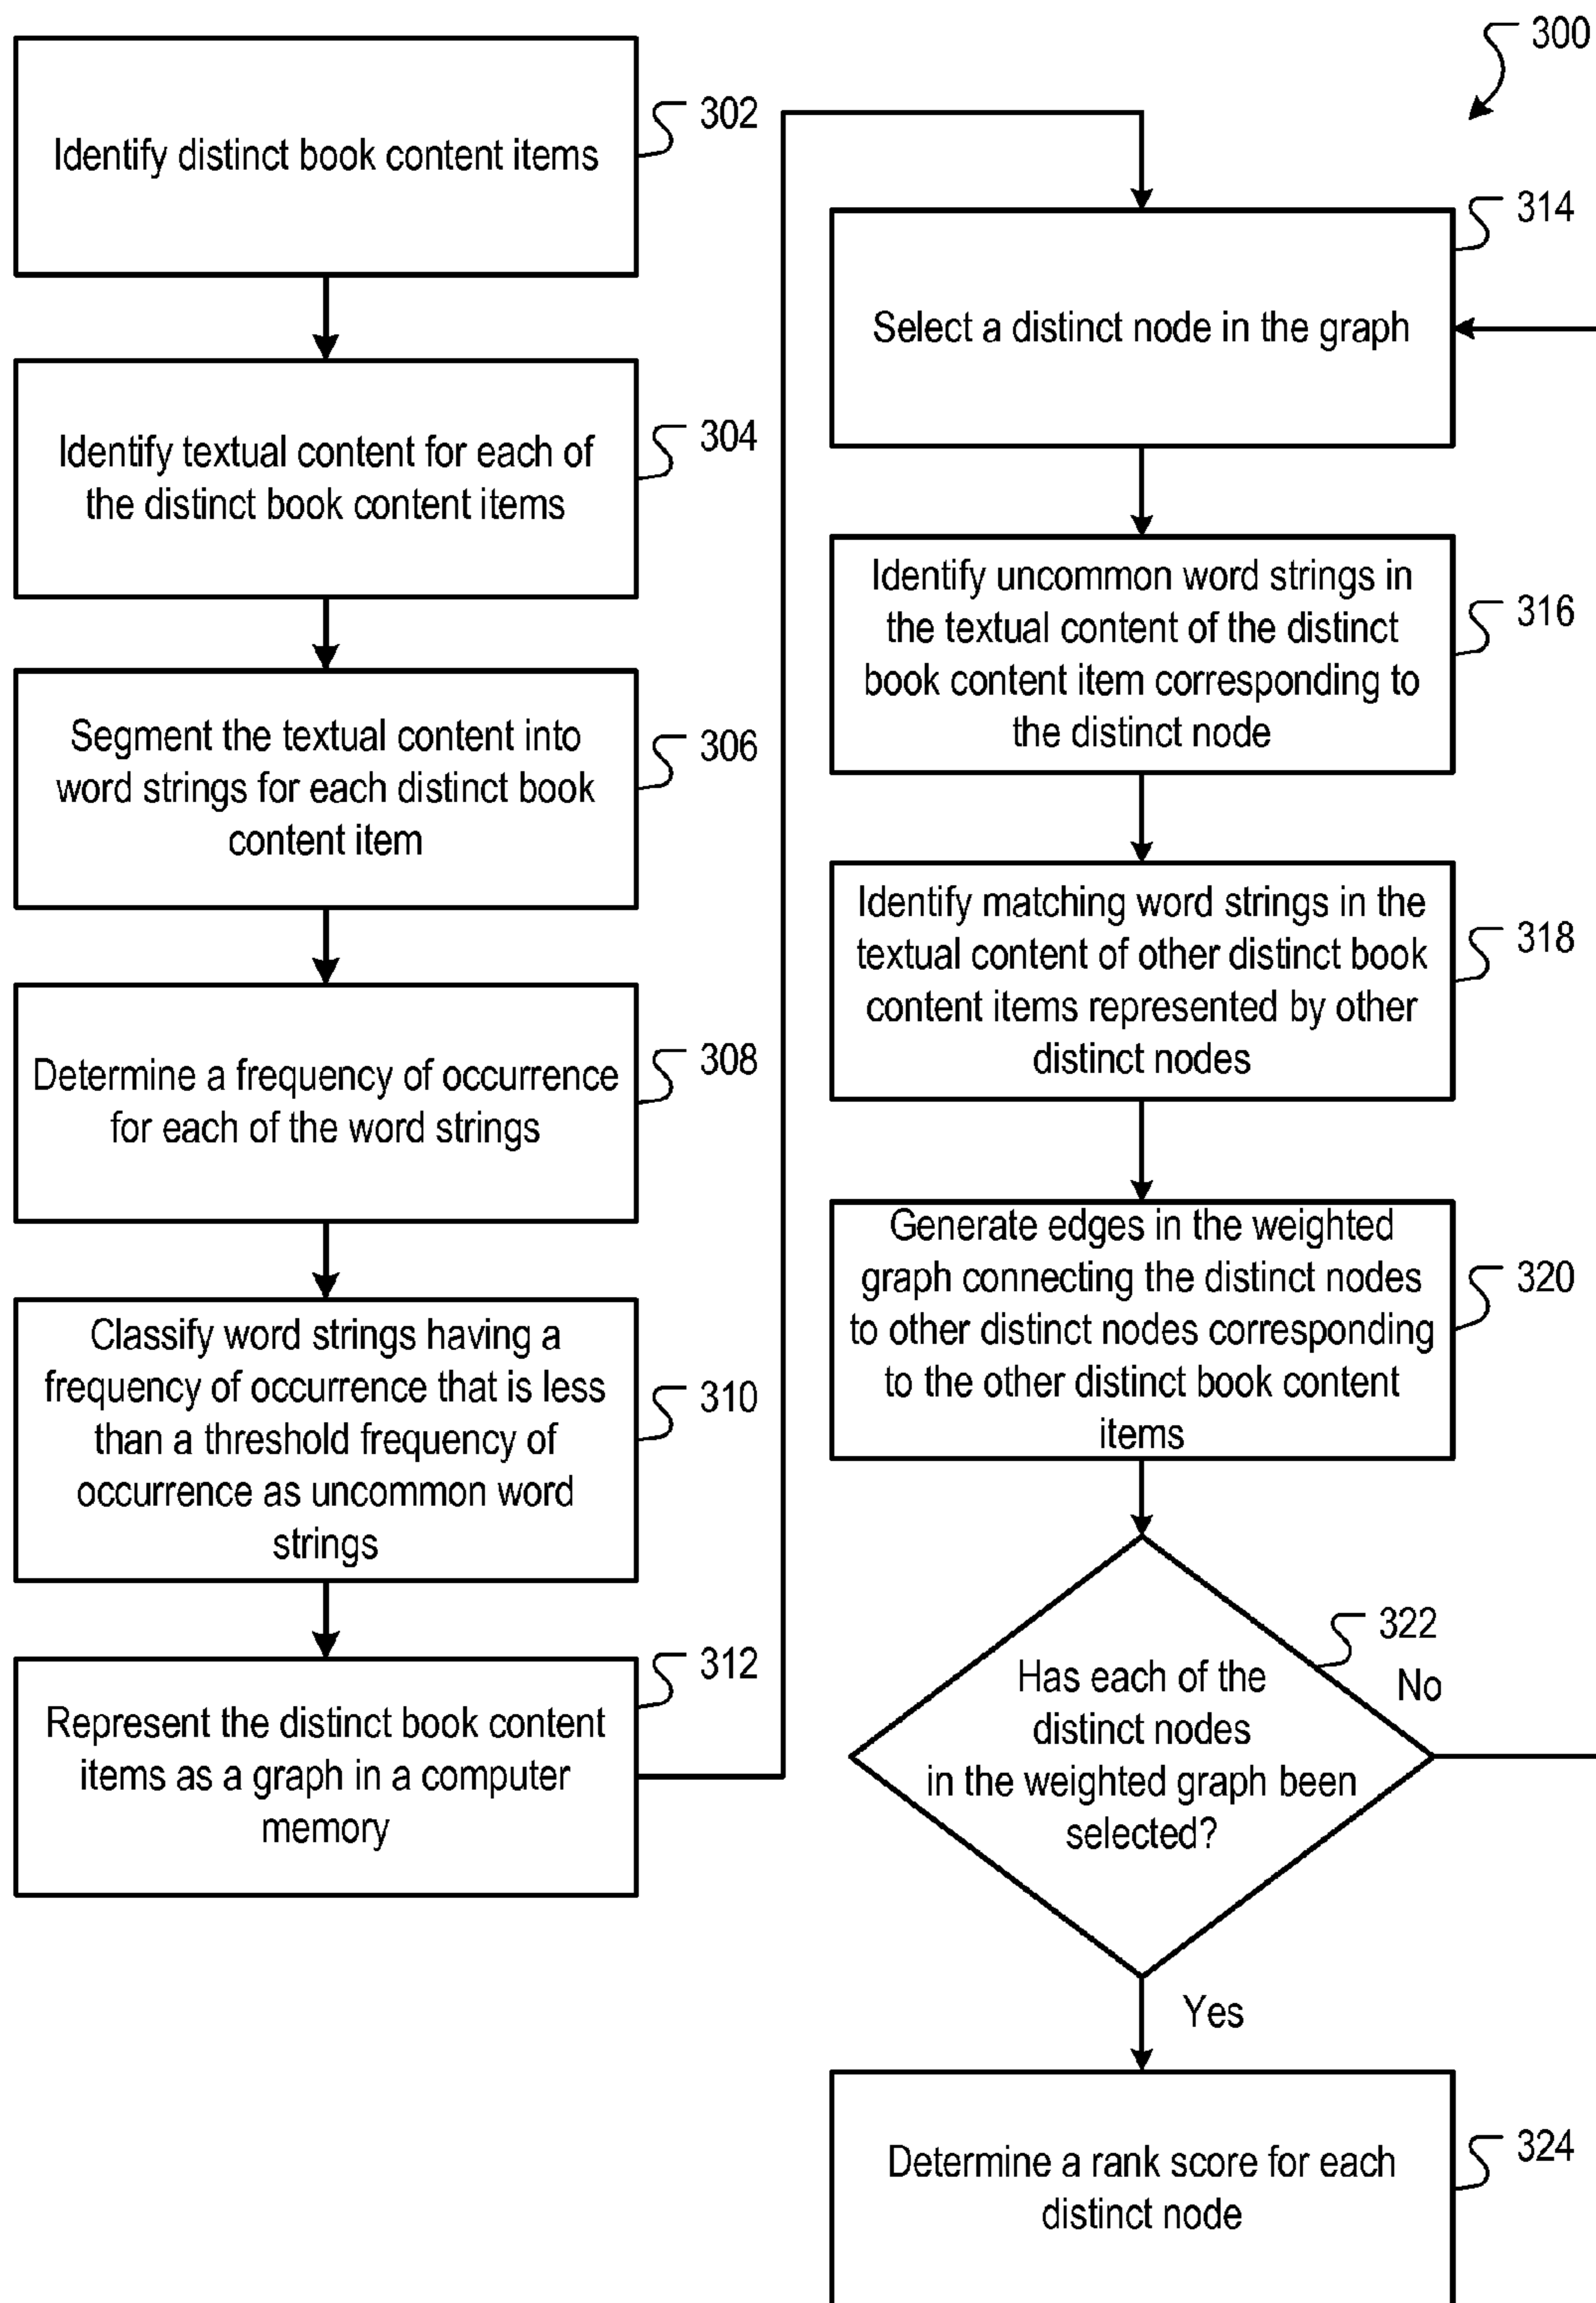 300
Identify distinct book content items
302
Identify textual content for each of
the distinct book content items
304
Segment the textual content into
word strings for each distinct book
content item
306
Determine a frequency of occurrence
for each of the word strings
308
Classify word strings having a
frequency of occurrence that is less
than a threshold frequency of
occurrence as uncommon word
strings
310
Represent the distinct book content
items as a graph in a computer
memory
312
Select a distinct node in the graph
314
Identify uncommon word strings in
the textual content of the distinct
book content item corresponding to
the distinct node
316
Identify matching word strings in the
textual content of other distinct book
content items represented by other
distinct nodes
318
Generate edges in the weighted
graph connecting the distinct nodes
to other distinct nodes corresponding
to the other distinct book content
items
320
Has each of the
distinct nodes
in the weighted graph been
selected?
322
No
Yes
Determine a rank score for each
distinct node
324